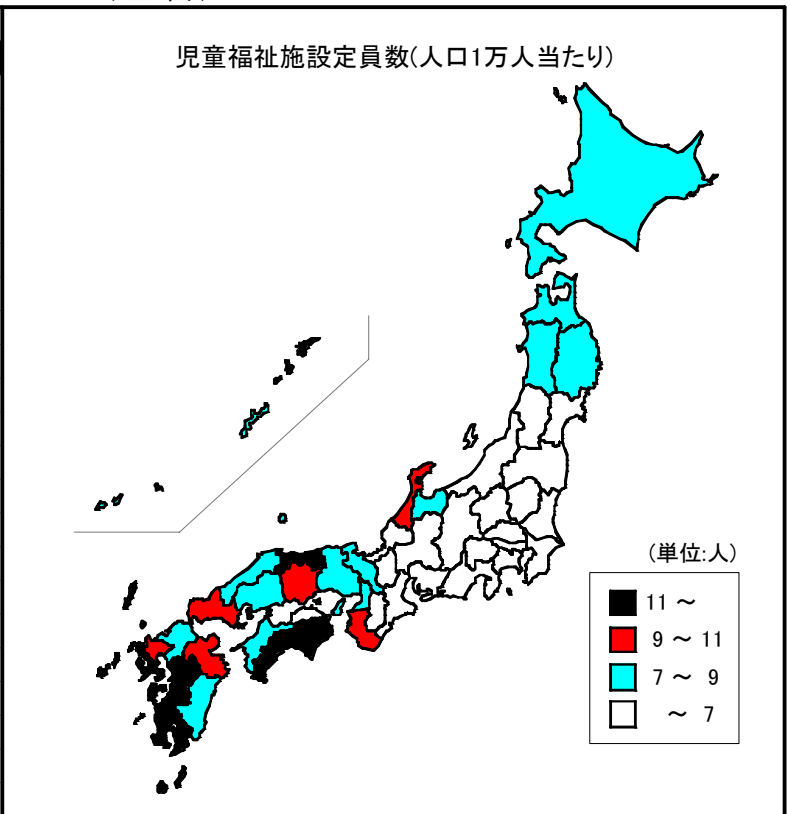 児童福祉施設定員数(人口1万人当たり)
(単位:人)
11 ～
9 ～ 11
7 ～ 9
～ 7